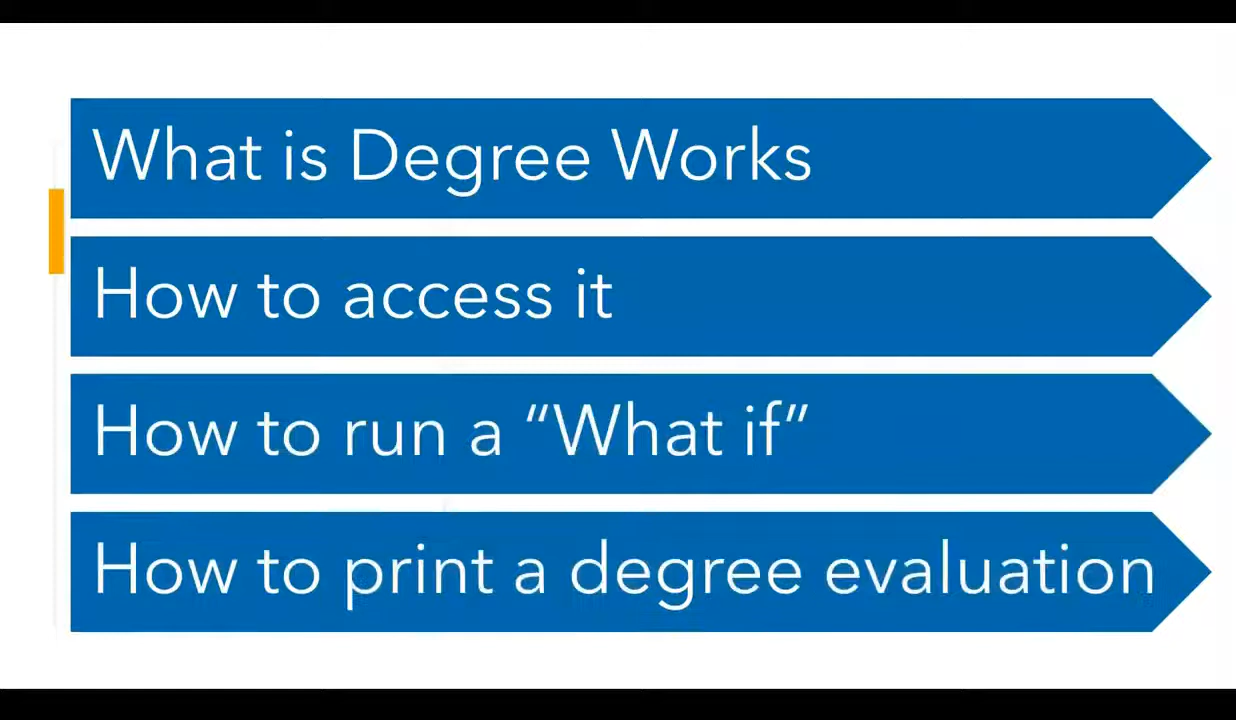 What is Degree Works
How to access it
How to run a “What if”
How to print a degree evaluation